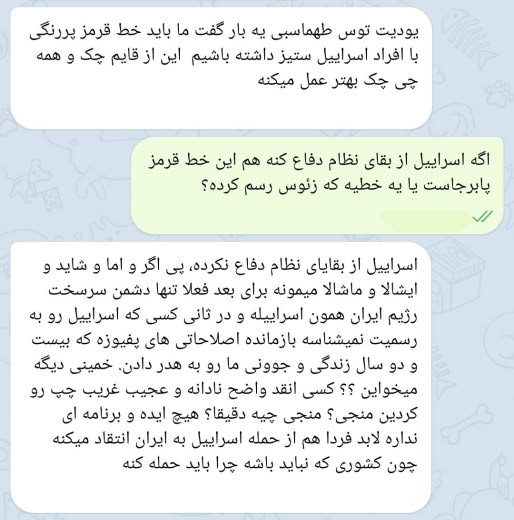 یودیت توس طهماسبی یه بار گفت ما باید خط قرمز پررنگی
با افراد اسراییل ستیز داشته باشیم این از قایم چک و همه
چی چک بهتر عمل میکنه
اگه اسراییل از بقای نظام دفاع کنه هم این خط قرمز
پابرجاست یا یه خطیه که زئوس رسم کرده؟
اسراییل از بقایای نظام دفاع نکرده، پی اگر و اما و شاید و
ایشالا و ماشالا میمونه برای بعد فعلا تنها دشمن سرسخت
رژیم ایران همون اسراییله و در ثانی کسی که اسراییل رو به
رسمیت نمیشناسه بازمانده اصلاحاتی های پفیوزه که بیست
و دو سال زندگی و جوونی ما رو به هدر دادن. خمینی دیگه
میخواین ؟؟ کسی انقد واضح نادانه و عجیب غریب چپ رو
کردین منجی؟ منجی چیه دقیقا؟ هیچ ایده و برنامه ای
نداره لابد فردا هم از حمله اسراییل به ایران انتقاد میکنه
چون کشوری که نباید باشه چرا باید حمله کنه